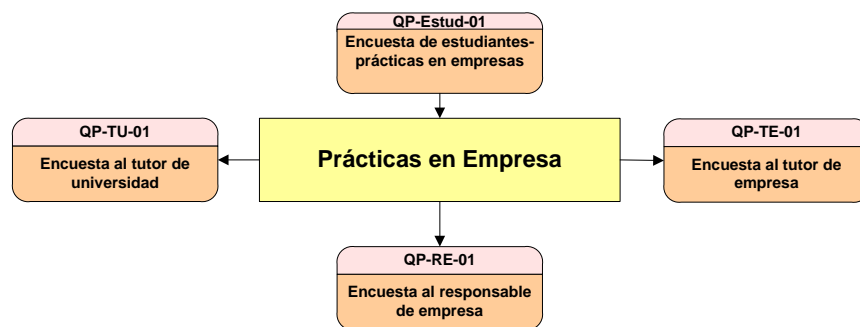 QP-Estud-01
Encuesta de estudiantes-
prácticas en empresas
QP-TU-01
Encuesta al tutor de
universidad
Prácticas en Empresa
QP-TE-01
Encuesta al tutor de
empresa
QP-RE-01
Encuesta al responsable
de empresa